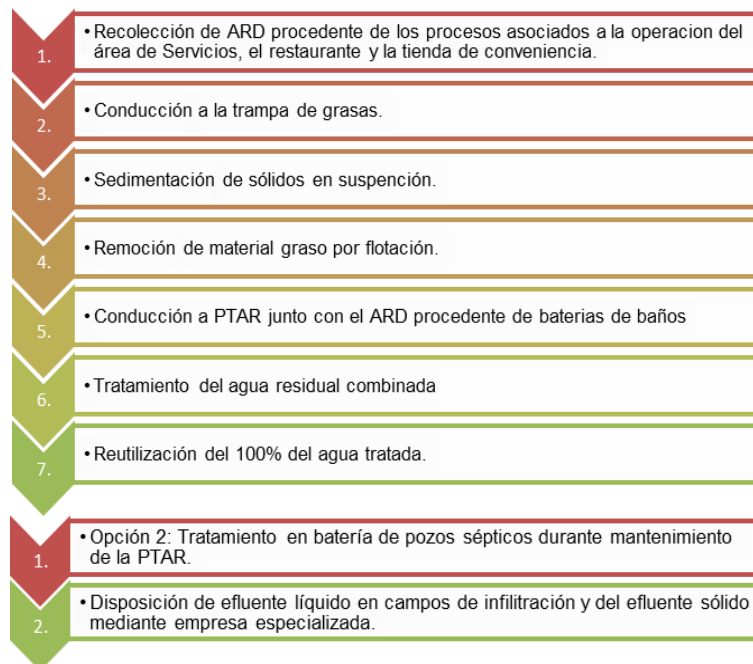 • Recolección de ARD procedente de los procesos asociados a la operacion del
1. área de Servicios, el restaurante y la tienda de conveniencia.
2. • Conducción a la trampa de grasas.
3. • Sedimentación de sólidos en suspención.
4. • Remoción de material graso por flotación.
5. • Conducción a PTAR junto con el ARD procedente de baterias de baños
6. • Tratamiento del agua residual combinada
7. • Reutilización del 100% del agua tratada.
• Opción 2: Tratamiento en batería de pozos sépticos durante mantenimiento
1. de la PTAR.
• Disposición de efluente líquido en campos de infilitración y del efluente sólido
2. mediante empresa especializada.